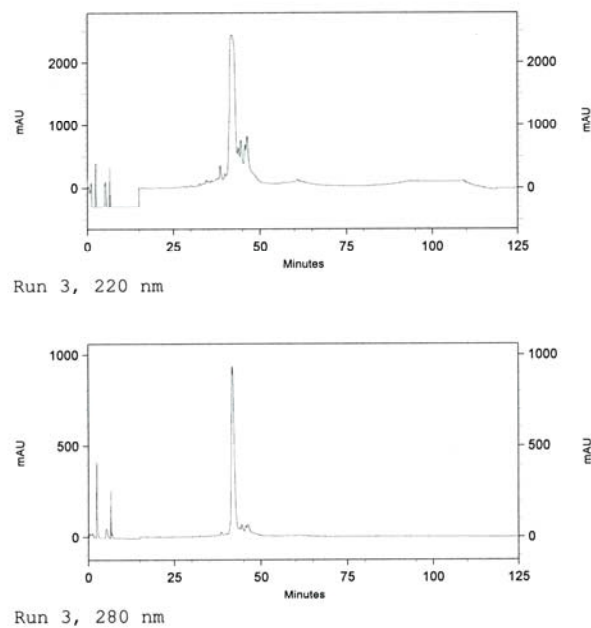 2000 2000
mAU mAU
1000 1000
0 0
0 25 50 75 100 125
Minutes
Run 3, 220 nm
1000 1000
mAU mAU
500 500
0 0
0 25 50 75 100 125
Minutes
Run 3, 280 nm